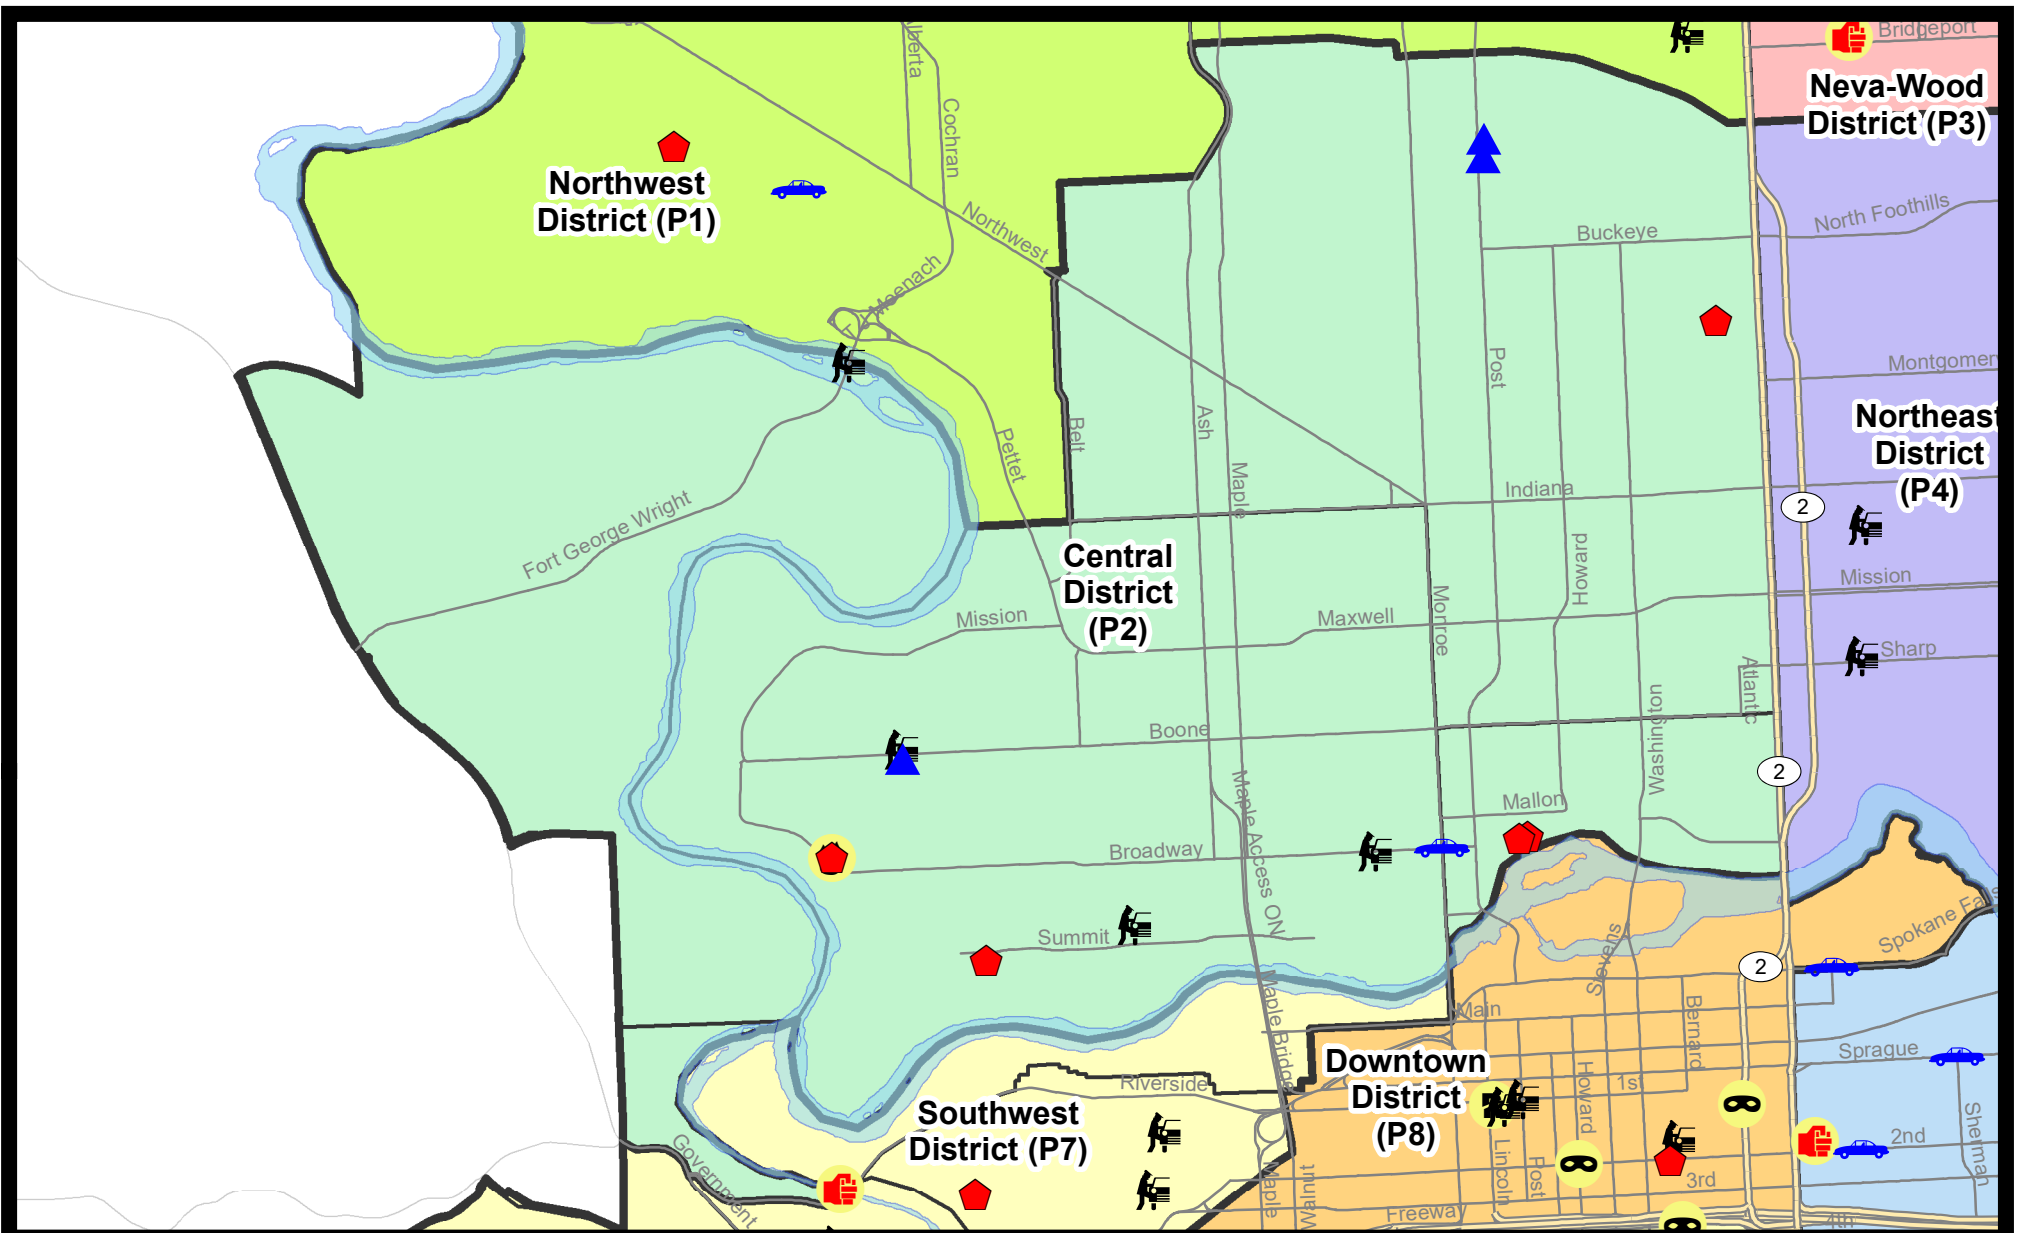 Bridgeport
Neva-Wood
District (P3)
Cochran
Northwest
District (P1)
Northwest
North Foothills
Buckeye
T J Meenach
Post
Montgomery
Ash
Belt
Pettet
Maple
Northeast
District
(P4)
Indiana
2
Fort George Wright
Howard
Central
District
(P2)
Mission
Mission
Maxwell
Monroe
Sharp
Atlantic
Washington
Boone
2
Maple Access ON
Mallon
Broadway
Summit
Stevens
Spokane Falls
2
Maple Bridge
Main
Bernard
Sprague
Downtown
District
(P8)
Riverside
1st
Howard
Southwest
District (P7)
Government
Sherman
2nd
Lincoln
Post
3rd
Maple
Walnut
Freeway
4th